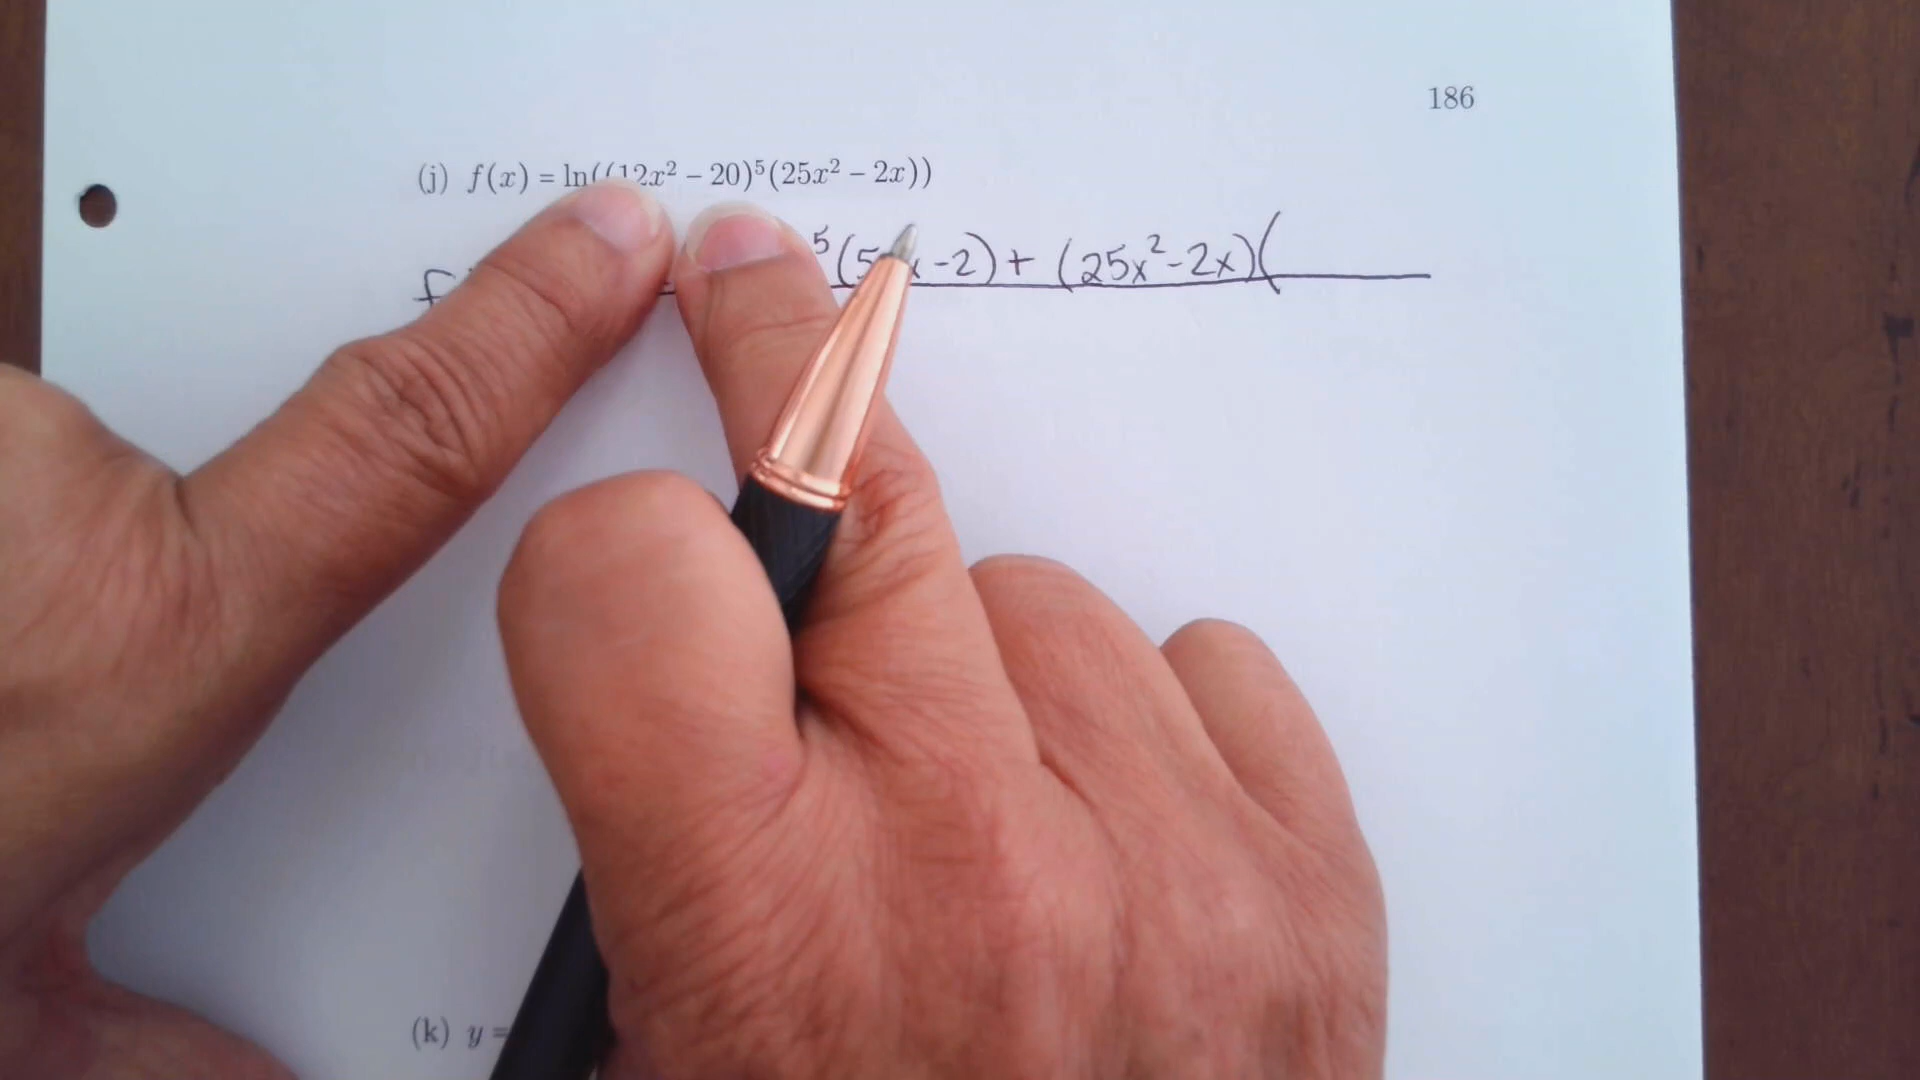 186
(j) f(x) = ln((12x² − 20)⁵(25x² − 2x))
f 5(5 x -2) + (25x²-2x)(
(k) y =